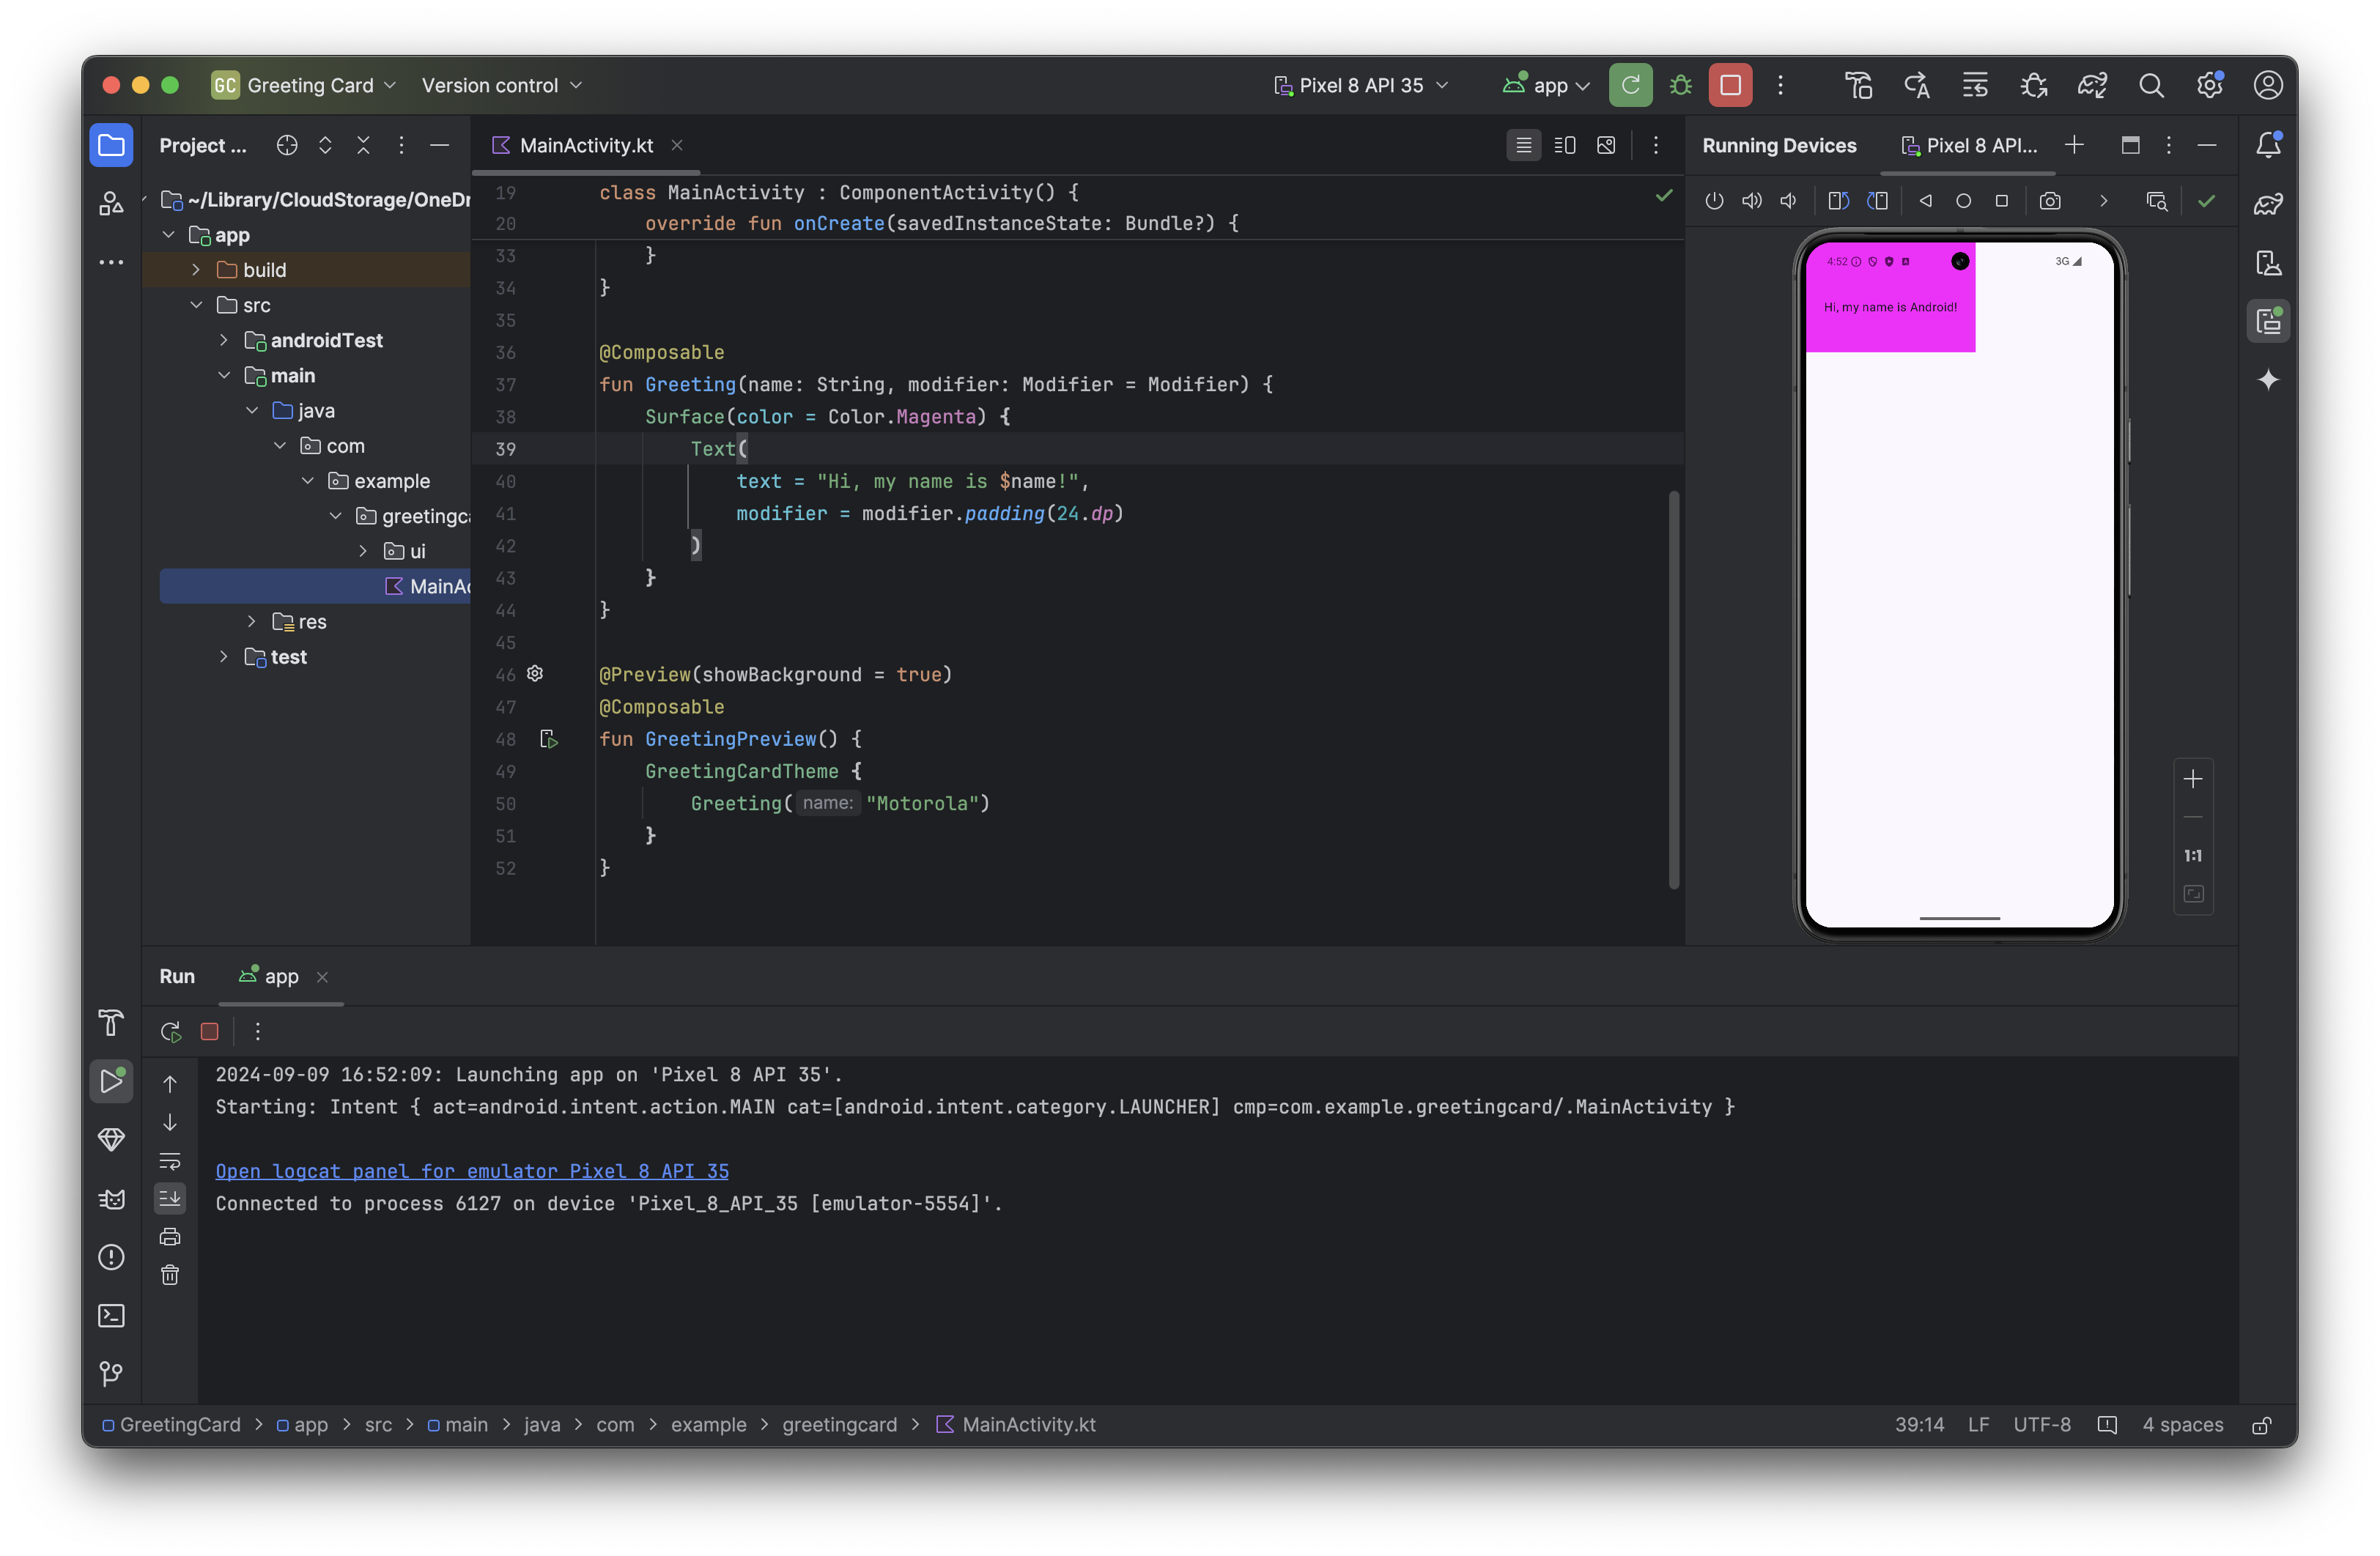 GC Greeting Card Version control Pixel 8 API 35 app
Project ...
~/Library/CloudStorage/OneDr
app
build
src
androidTest
main
java
com
example
greetingca
ui
MainAc
res
test
MainActivity.kt
19 class MainActivity : ComponentActivity() {
20 override fun onCreate(savedInstanceState: Bundle?) {
33 }
34 }
35
36 @Composable
37 fun Greeting(name: String, modifier: Modifier = Modifier) {
38 Surface(color = Color.Magenta) {
39 Text(
40 text = "Hi, my name is $name!",
41 modifier = modifier.padding(24.dp)
42 )
43 }
44 }
45
46 @Preview(showBackground = true)
47 @Composable
48 fun GreetingPreview() {
49 GreetingCardTheme {
50 Greeting( name: "Motorola")
51 }
52 }
Running Devices Pixel 8 API...
4:52 3G
Hi, my name is Android!
1:1
Run app
2024-09-09 16:52:09: Launching app on 'Pixel 8 API 35'.
Starting: Intent { act=android.intent.action.MAIN cat=[android.intent.category.LAUNCHER] cmp=com.example.greetingcard/.MainActivity }
Open logcat panel for emulator Pixel 8 API 35
Connected to process 6127 on device 'Pixel_8_API_35 [emulator-5554]'.
GreetingCard > app > src > main > java > com > example > greetingcard > MainActivity.kt 39:14 LF UTF-8 4 spaces